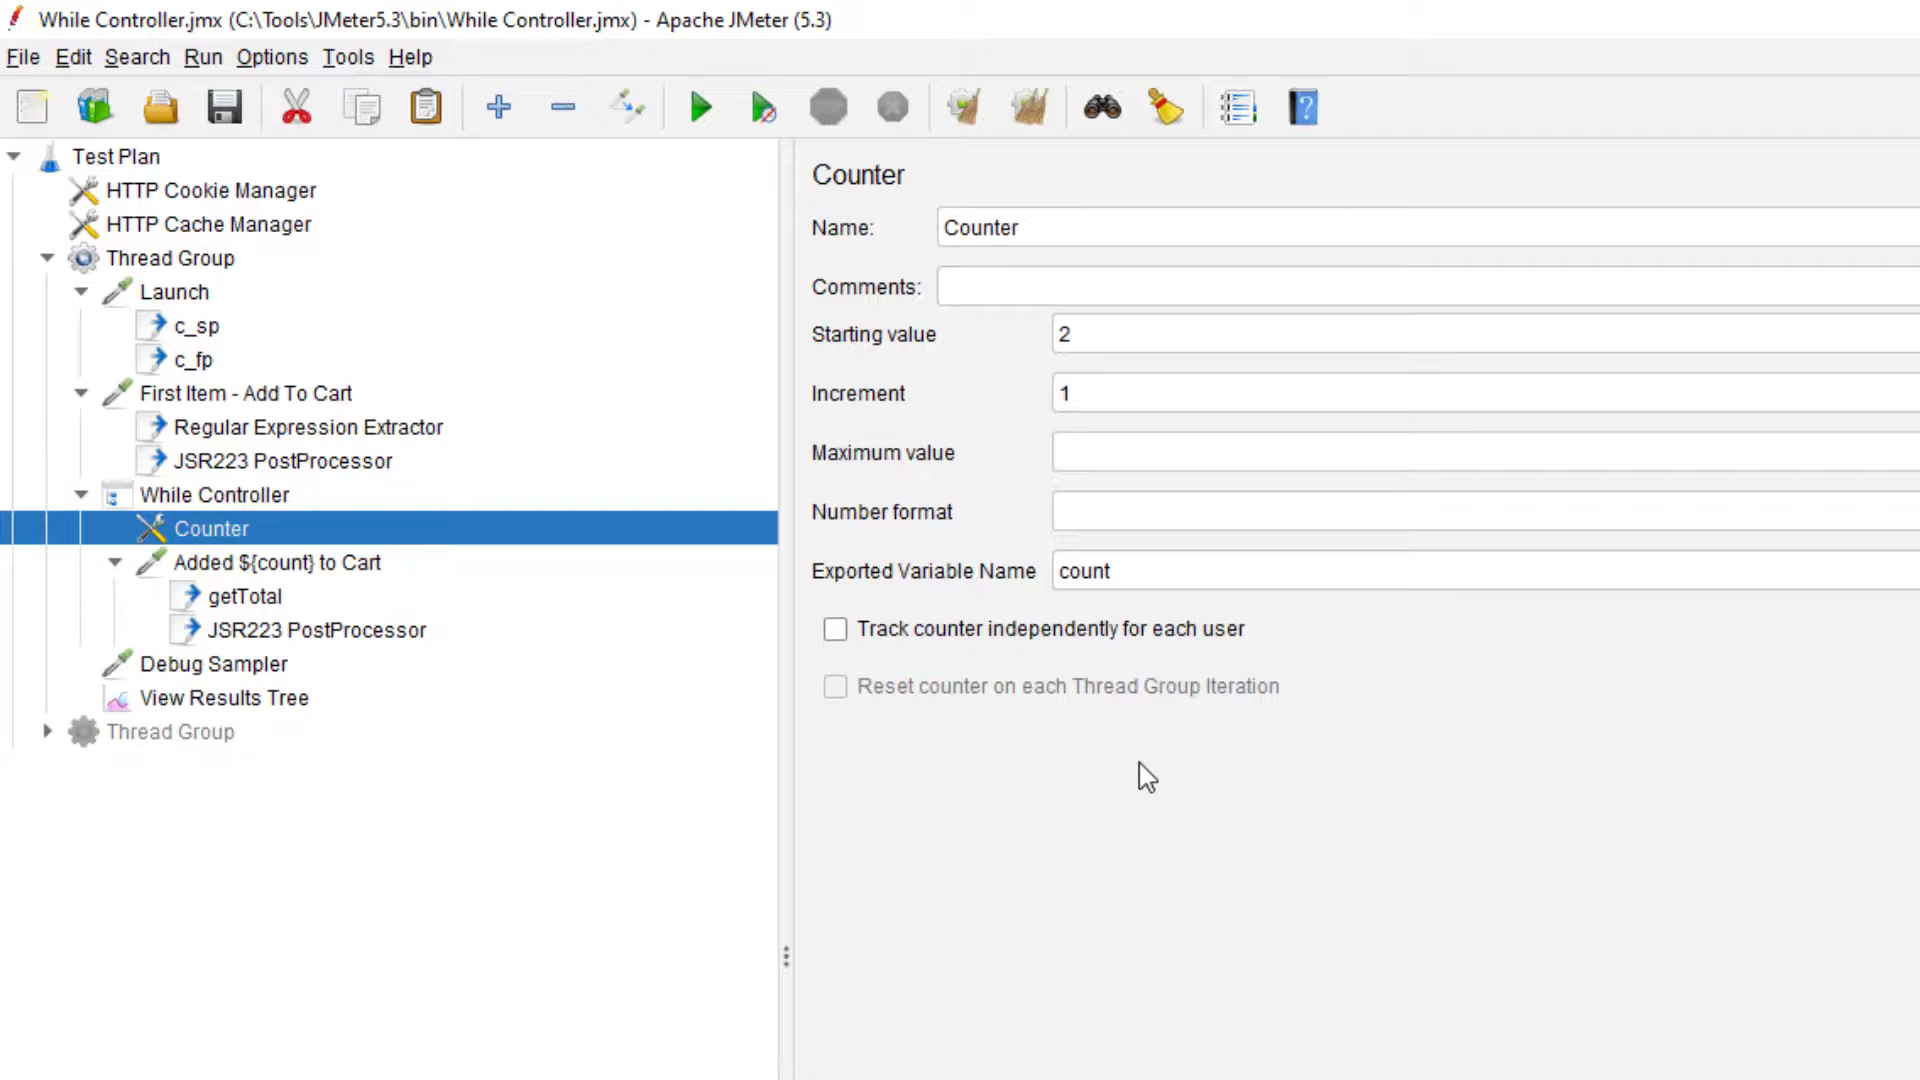 While Controller.jmx (C:\Tools\JMeter5.3\bin\While Controller.jmx) - Apache JMeter (5.3)
File Edit Search Run Options Tools Help
Test Plan
HTTP Cookie Manager
HTTP Cache Manager
Thread Group
Launch
c_sp
c_fp
First Item - Add To Cart
Regular Expression Extractor
JSR223 PostProcessor
While Controller
Counter
Added ${count} to Cart
getTotal
JSR223 PostProcessor
Debug Sampler
View Results Tree
Thread Group
Counter
Name: Counter
Comments:
Starting value 2
Increment 1
Maximum value
Number format
Exported Variable Name count
Track counter independently for each user
Reset counter on each Thread Group Iteration